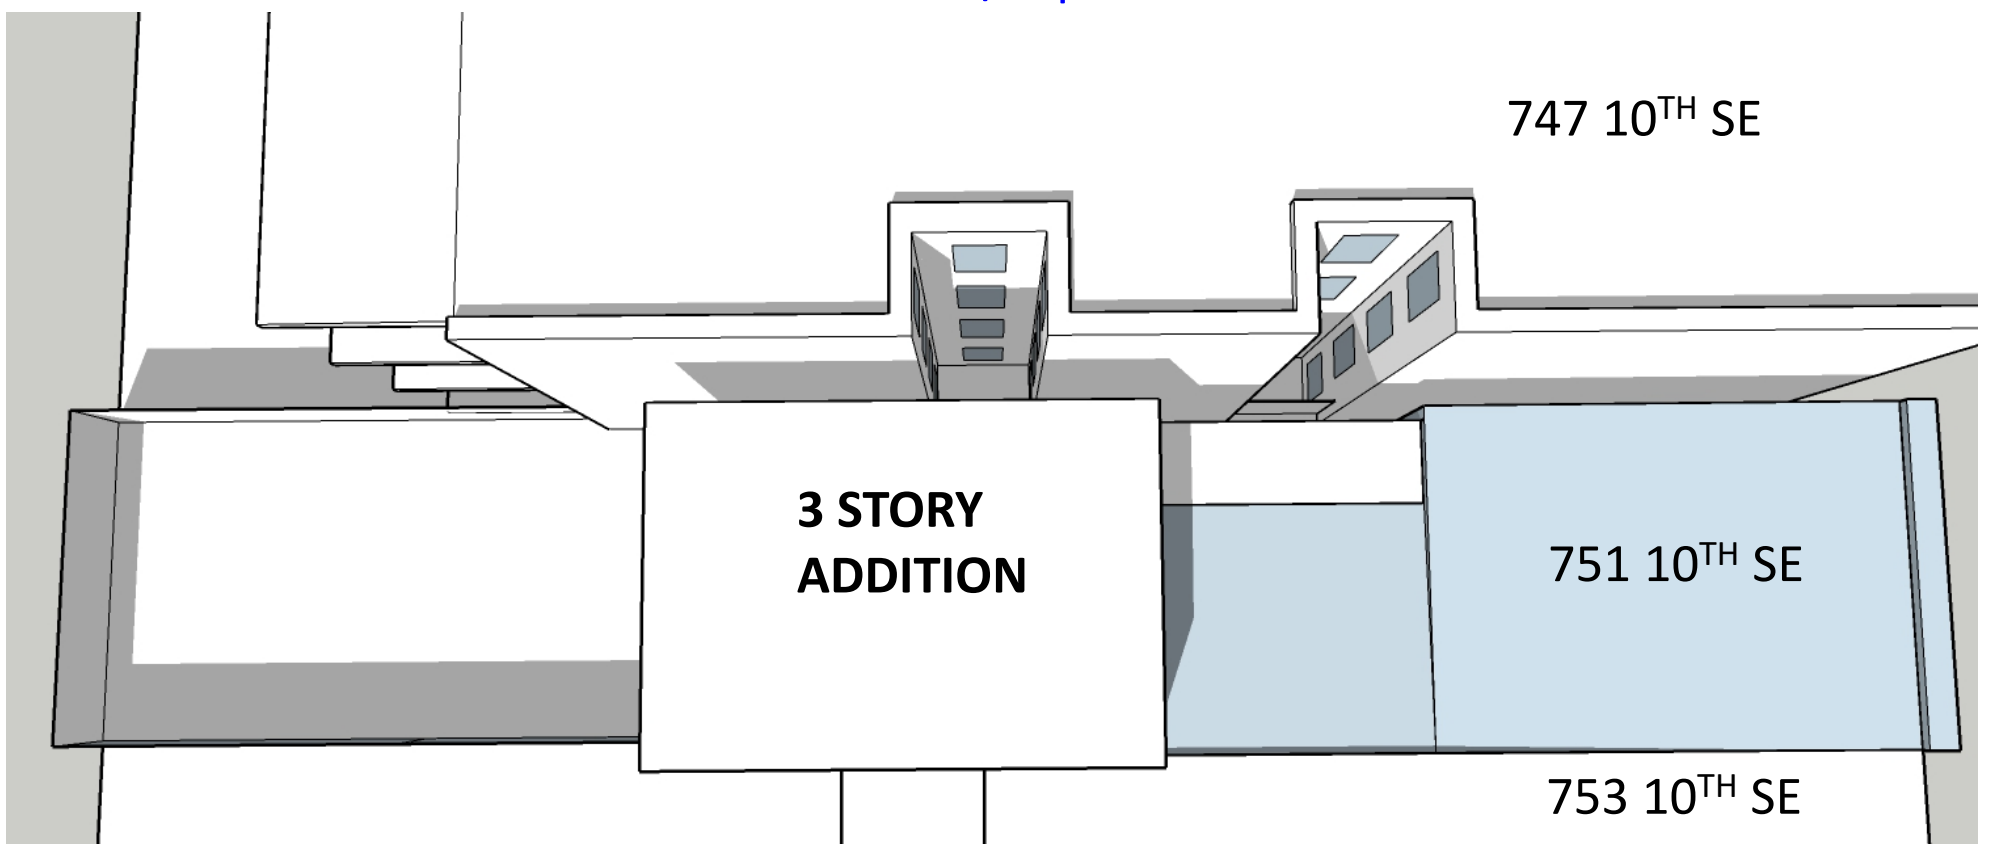 747 10TH SE
3 STORY
ADDITION
751 10TH SE
753 10TH SE